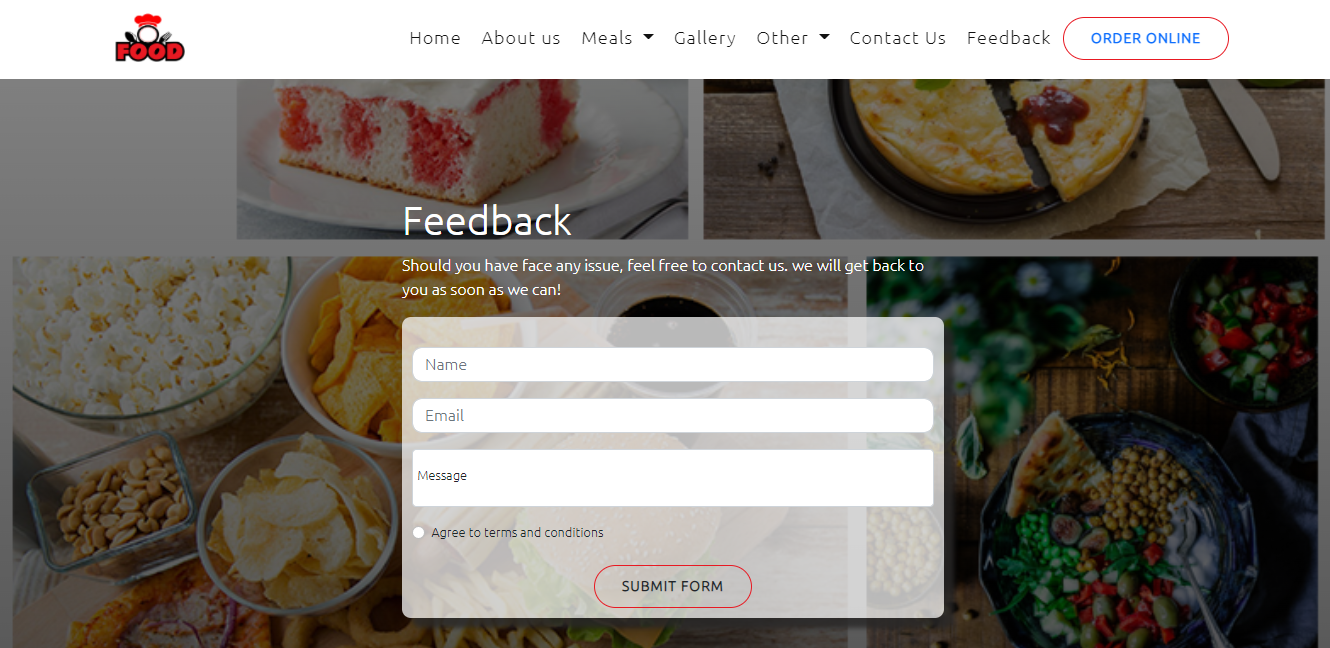 FOOD
Home About us Meals Gallery Other Contact Us Feedback ORDER ONLINE
Feedback
Should you have face any issue, feel free to contact us. we will get back to
you as soon as we can!
Name
Email
Message
Agree to terms and conditions
SUBMIT FORM